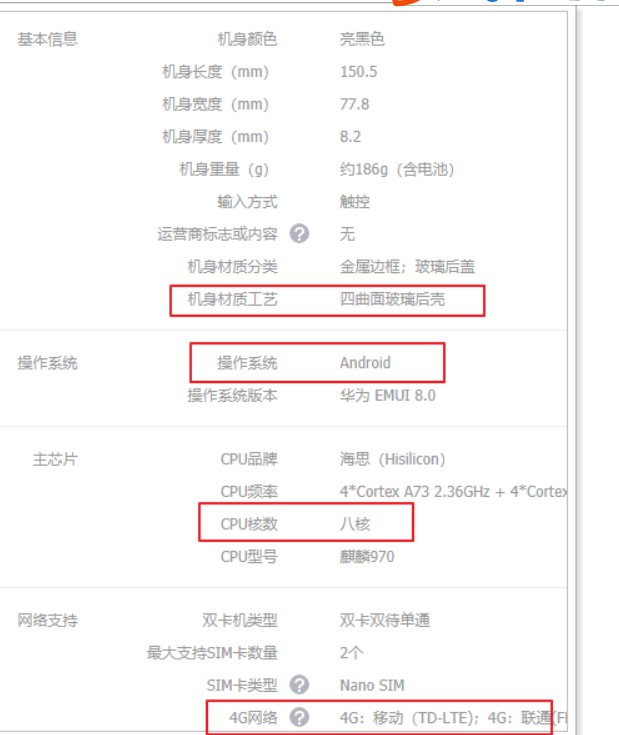 基本信息 机身颜色 亮黑色
机身长度（mm） 150.5
机身宽度（mm） 77.8
机身厚度（mm） 8.2
机身重量（g） 约186g（含电池）
输入方式 触控
运营商标志或内容 ? 无
机身材质分类 金属边框；玻璃后盖
机身材质工艺 四曲面玻璃后壳
操作系统 操作系统 Android
操作系统版本 华为 EMUI 8.0
主芯片 CPU品牌 海思（Hisilicon）
CPU频率 4*Cortex A73 2.36GHz + 4*Cortex
CPU核数 八核
CPU型号 麒麟970
网络支持 双卡机类型 双卡双待单通
最大支持SIM卡数量 2个
SIM卡类型 ? Nano SIM
4G网络 ? 4G：移动（TD-LTE)；4G：联通(F